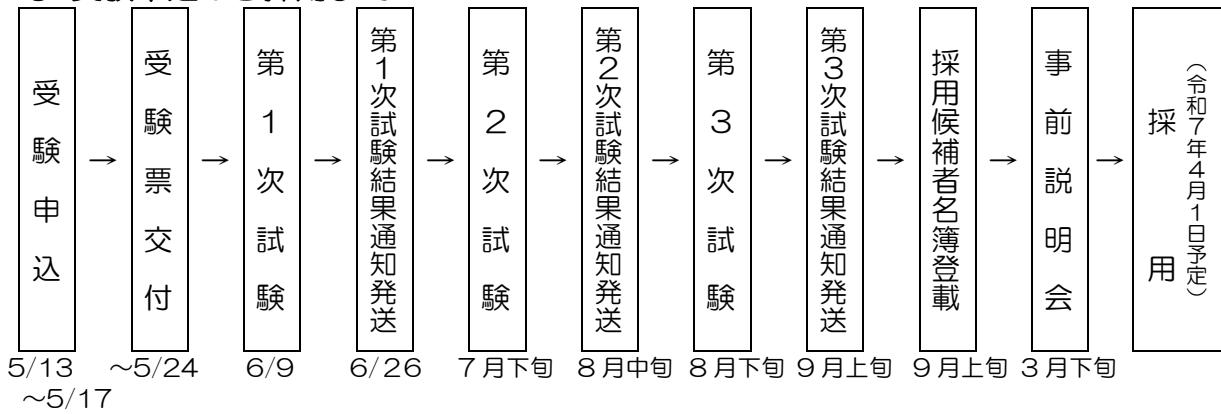 受験申込
→
受験票交付
→
第1次試験
→
第1次試験結果通知発送
→
第2次試験
→
第2次試験結果通知発送
→
第3次試験
→
第3次試験結果通知発送
→
採用候補者名簿登載
→
事前説明会
→
採用
(令和7年4月1日予定)
5/13 ~5/24 6/9 6/26 7月下旬 8月中旬 8月下旬 9月上旬 9月上旬 3月下旬
~5/17